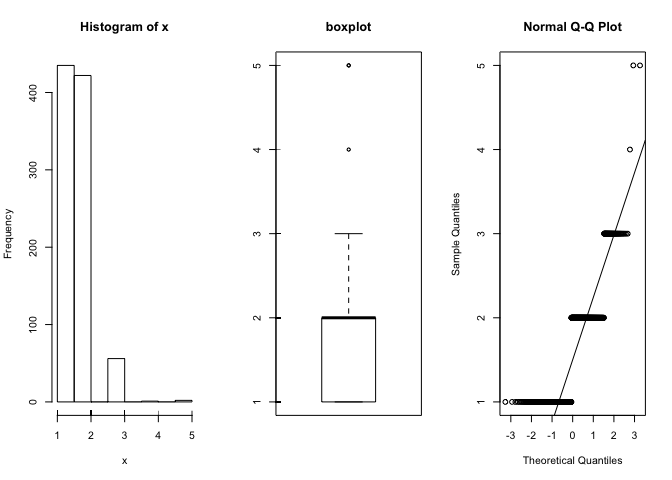 Histogram of x
Frequency
0 100 200 300 400
1 2 3 4 5
x
boxplot
1 2 3 4 5
Normal Q-Q Plot
Sample Quantiles
1 2 3 4 5
-3 -2 -1 0 1 2 3
Theoretical Quantiles